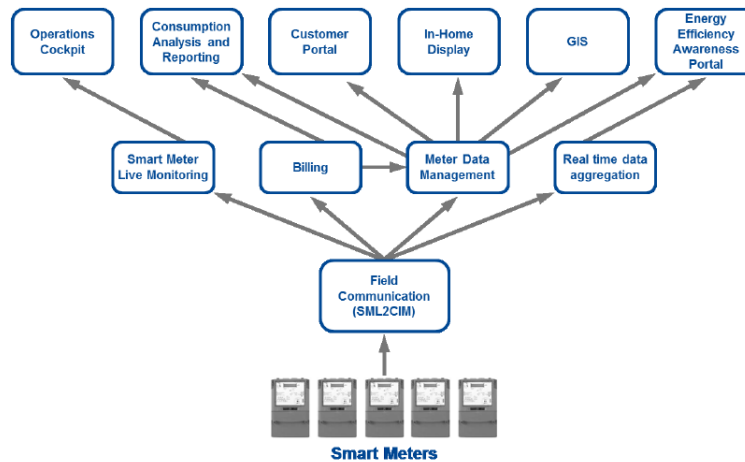 Operations
Cockpit
Consumption
Analysis and
Reporting
Customer
Portal
In-Home
Display
GIS
Energy
Efficiency
Awareness
Portal
Smart Meter
Live Monitoring
Billing
Meter Data
Management
Real time data
aggregation
Field
Communication
(SML2CIM)
Smart Meters